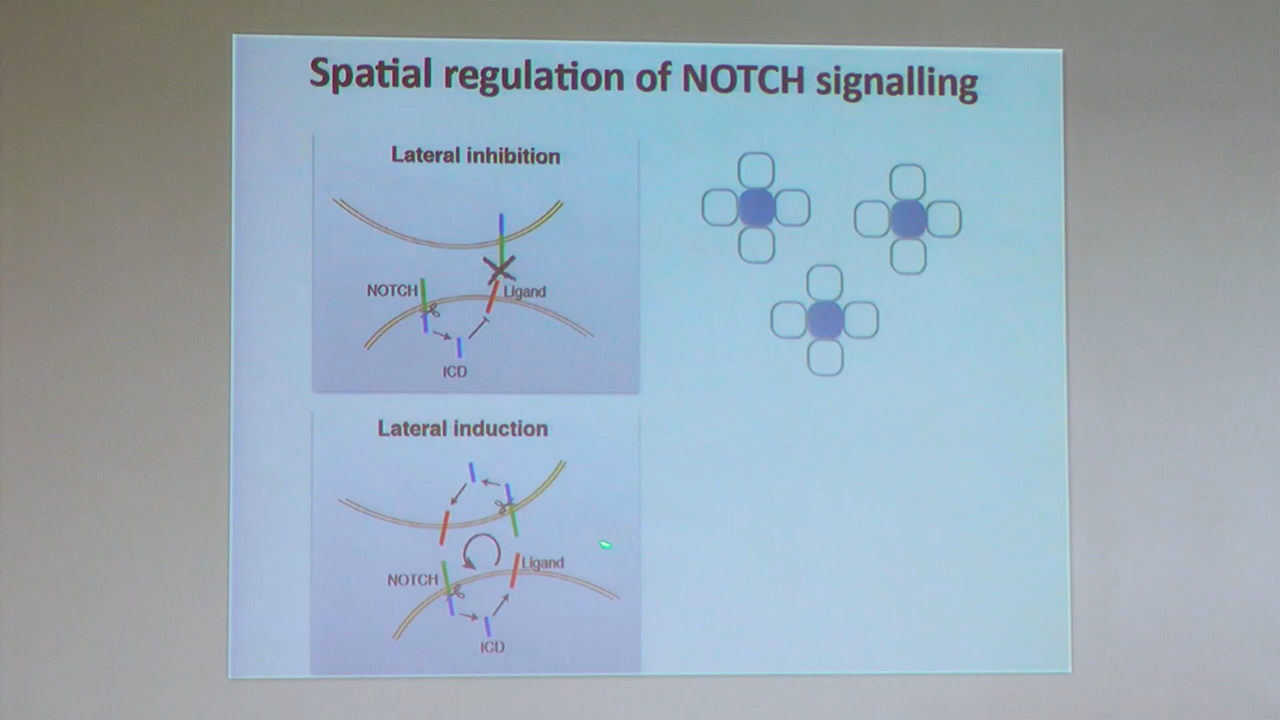 Spatial regulation of NOTCH signalling
Lateral inhibition
NOTCH
Ligand
ICD
Lateral induction
Ligand
NOTCH
ICD